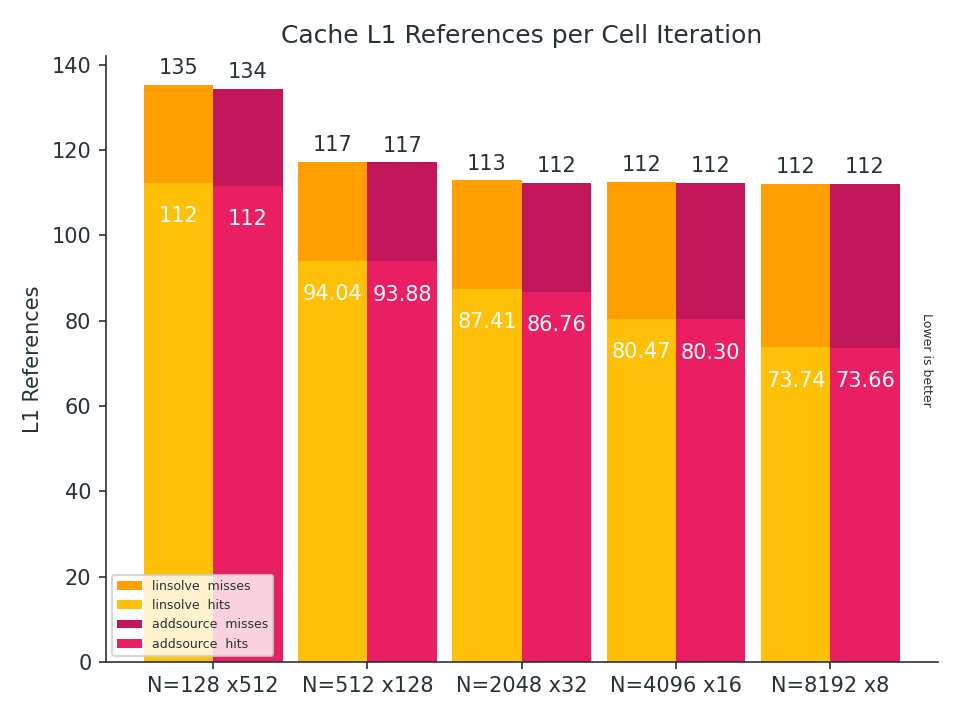 Cache L1 References per Cell Iteration
L1 References
140
120
100
80
60
40
20
0
135
134
117
117
113
112
112
112
112
112
112
112
94.04
93.88
87.41
86.76
80.47
80.30
73.74
73.66
Lower is better
linsolve misses
linsolve hits
addsource misses
addsource hits
N=128 x512
N=512 x128
N=2048 x32
N=4096 x16
N=8192 x8